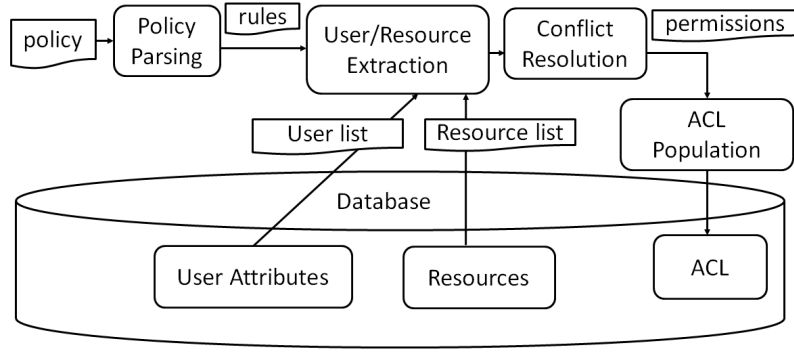 policy
Policy
Parsing
rules
User/Resource
Extraction
Conflict
Resolution
permissions
User list
Resource list
ACL
Population
Database
User Attributes
Resources
ACL